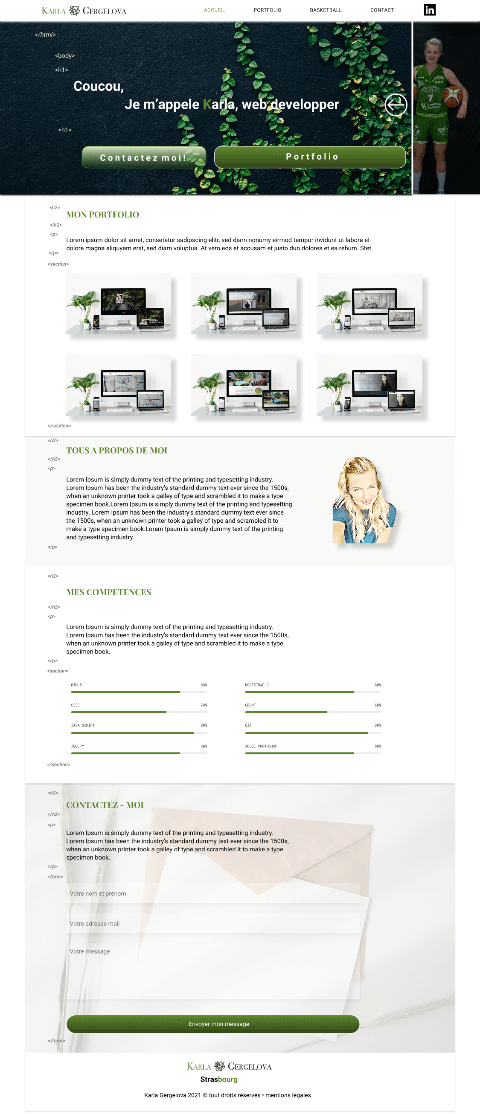 KARLA GERGELOVA
ACCUEIL PORTFOLIO BASKETBALL CONTACT
in
</htm/>
<body>
<h1>
Coucou,
Je m'appele Karla, web developper
<h1>
Contactez moi! Portfolio
<h2>
MON PORTFOLIO
</h2>
<p>
Lorem ipsum dolor sit amet, consetetur sadipscing elitr, sed diam nonumy eirmod tempor invidunt ut labore et
dolore magna aliquyam erat, sed diam voluptua. At vero eos et accusam et justo duo dolores et ea rebum. Stet
</p>
<section>
</section>
<h2>
TOUS A PROPOS DE MOI
</h2>
<p>
Lorem Ipsum is simply dummy text of the printing and typesetting industry.
Lorem Ipsum has been the industry's standard dummy text ever since the 1500s,
when an unknown printer took a galley of type and scrambled it to make a type
specimen book.Lorem Ipsum is simply dummy text of the printing and typesetting
industry. Lorem Ipsum has been the industry's standard dummy text ever since
the 1500s, when an unknown printer took a galley of type and scrambled it to
make a type specimen book.Lorem Ipsum is simply dummy text of the printing
and typesetting industry.
</p>
<h2>
MES COMPETENCES
</h2>
<p>
Lorem Ipsum is simply dummy text of the printing and typesetting industry.
Lorem Ipsum has been the industry's standard dummy text ever since the 1500s,
when an unknown printer took a galley of type and scrambled it to make a type
specimen book.
</p>
<section>
CSS3 70%
JAVA SCRIPT 90%
JQUERY
ADOBE PHOTOSHOP
</section>
<h2>
CONTACTEZ - MOI
</h2>
<p>
Lorem Ipsum is simply dummy text of the printing and typesetting industry.
Lorem Ipsum has been the industry's standard dummy text ever since the 1500s,
when an unknown printer took a galley of type and scrambled it to make a type
specimen book.
</p>
<form>
Votre nom et prénom
Votre adresse mail
Votre message
Envoyer mon message
</form>
KARLA GERGELOVA
Strasbourg
Karla Gergelova 2021 © tout droits réservés • mentions légales